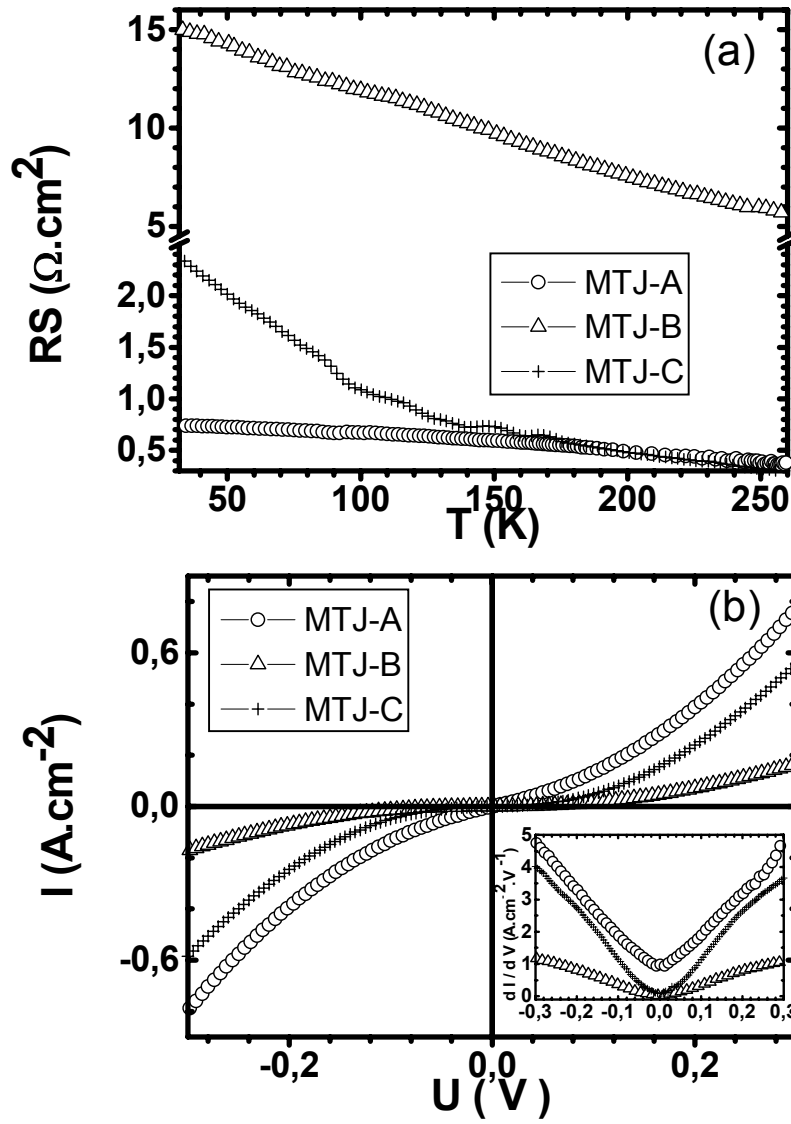 (a)
15
10
5
2,0
1,5
1,0
0,5
RS (Ω.cm²)
MTJ-A
MTJ-B
MTJ-C
50 100 150 200 250
T (K)
(b)
MTJ-A
MTJ-B
MTJ-C
0,6
0,0
-0,6
I (A.cm⁻²)
5
4
3
2
1
0
d I / d V (A.cm⁻².V⁻¹)
-0,3 -0,2 -0,1 0,0 0,1 0,2 0,3
-0,2 0,0 0,2
U ( V )